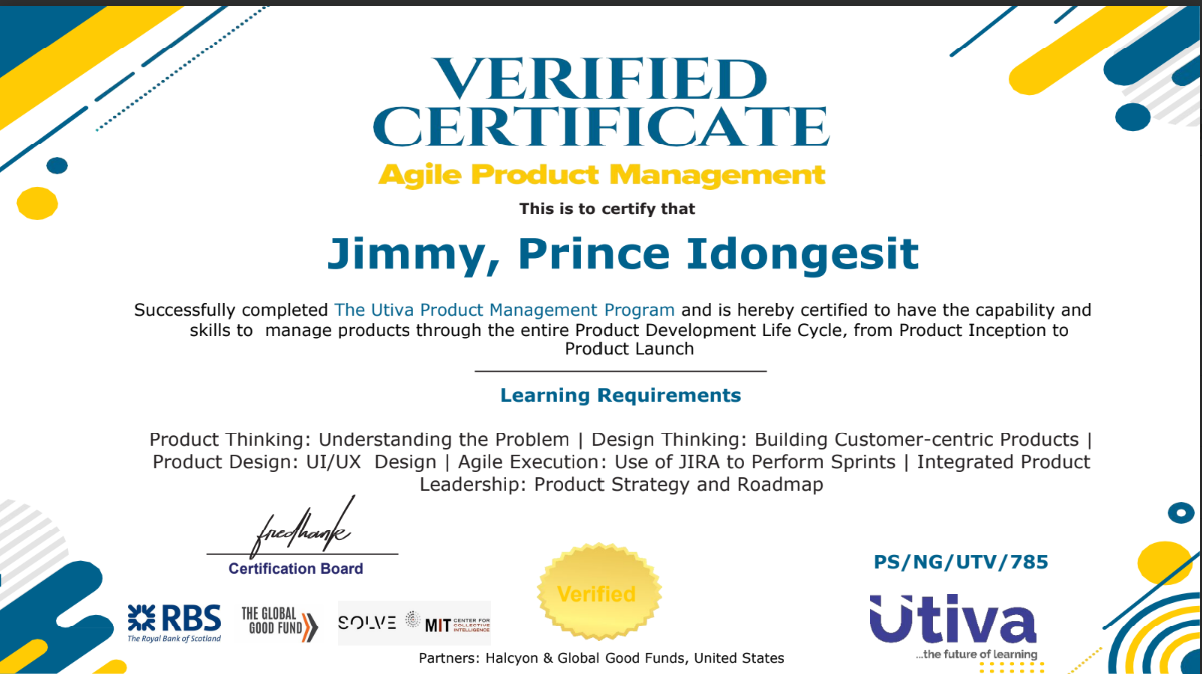 VERIFIED
CERTIFICATE
Agile Product Management
This is to certify that
Jimmy, Prince Idongesit
Successfully completed The Utiva Product Management Program and is hereby certified to have the capability and
skills to manage products through the entire Product Development Life Cycle, from Product Inception to
Product Launch
Learning Requirements
Product Thinking: Understanding the Problem | Design Thinking: Building Customer-centric Products |
Product Design: UI/UX Design | Agile Execution: Use of JIRA to Perform Sprints | Integrated Product
Leadership: Product Strategy and Roadmap
Certification Board
Verified
PS/NG/UTV/785
RBS
The Royal Bank of Scotland
THE GLOBAL
GOOD FUND
SOLVE
MIT CENTER FOR
COLLECTIVE
INTELLIGENCE
Utiva
...the future of learning
Partners: Halcyon & Global Good Funds, United States